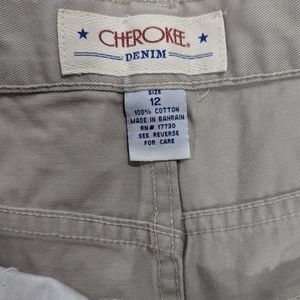 CHEROKEE®
DENIM
SIZE
12
100% COTTON
MADE IN BAHRAIN
RN# 17730
SEE REVERSE
FOR CARE